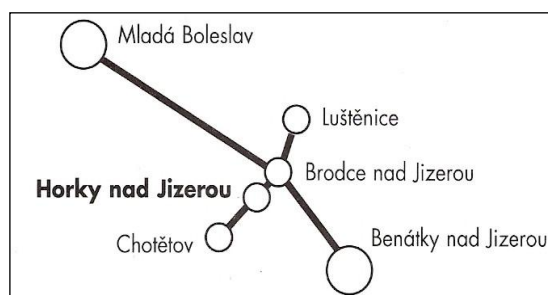 Mladá Boleslav
Luštěnice
Brodce nad Jizerou
Horky nad Jizerou
Chotětov
Benátky nad Jizerou